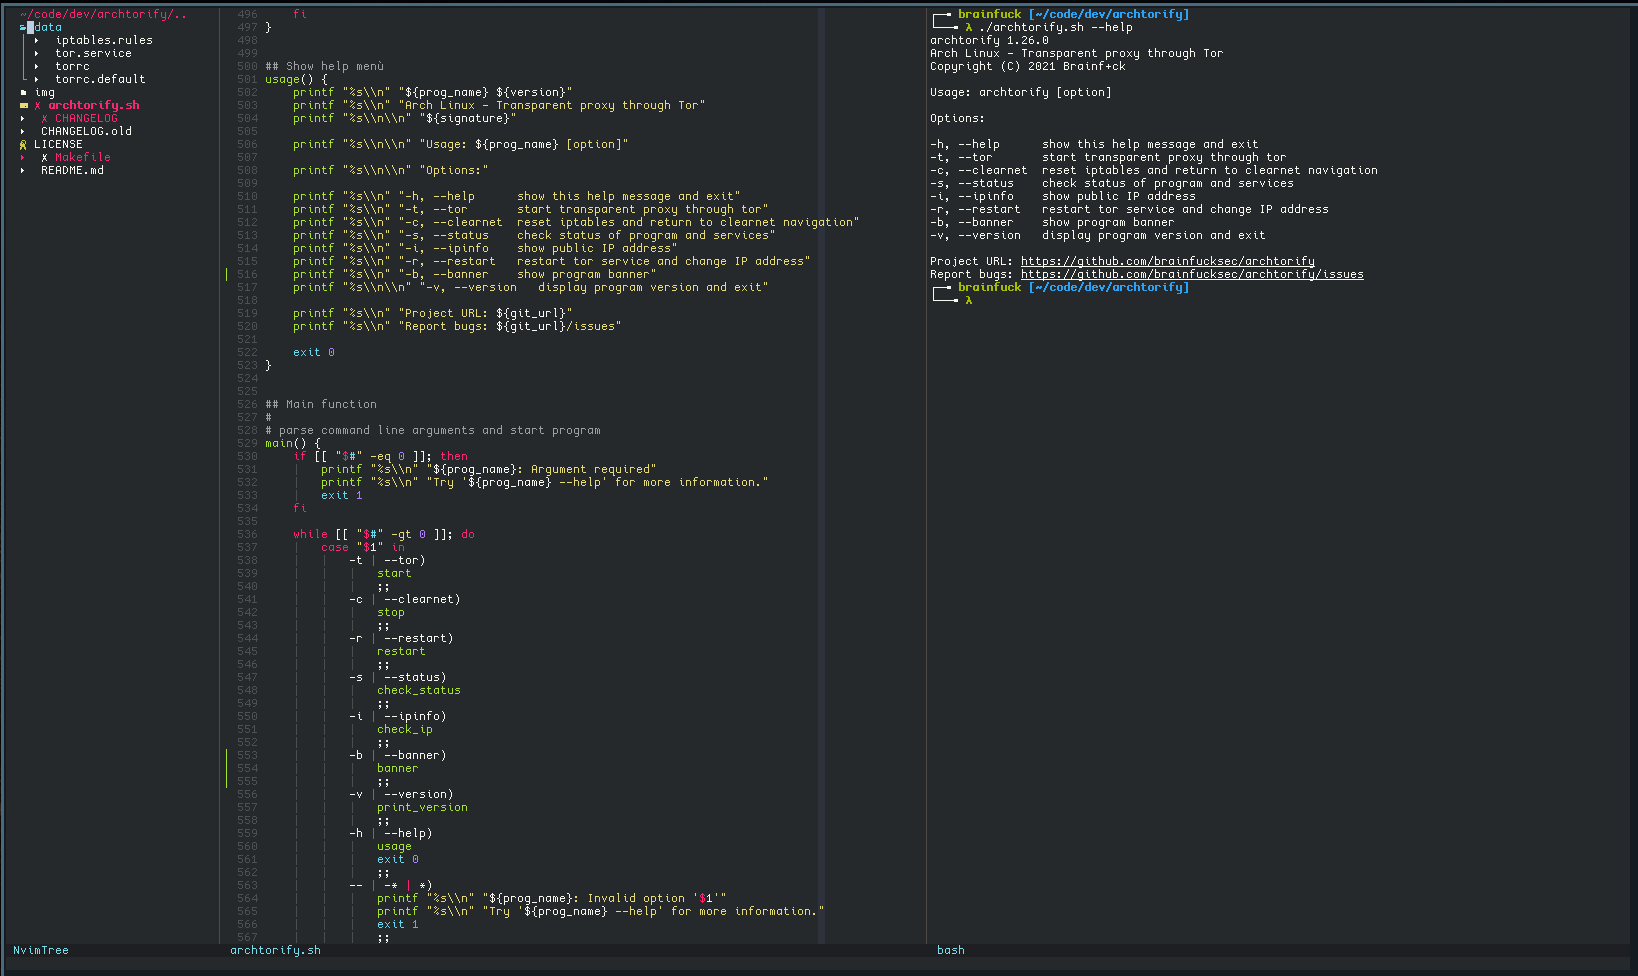 ~/code/dev/archtorify/..
data
iptables.rules
tor.service
torrc
torrc.default
img
✗ archtorify.sh
✗ CHANGELOG
CHANGELOG.old
LICENSE
✗ Makefile
README.md
NvimTree
496     fi
497 }
498
499
500 ## Show help menù
501 usage() {
502     printf "%s\\n" "${prog_name} ${version}"
503     printf "%s\\n" "Arch Linux - Transparent proxy through Tor"
504     printf "%s\\n\\n" "${signature}"
505
506     printf "%s\\n\\n" "Usage: ${prog_name} [option]"
507
508     printf "%s\\n\\n" "Options:"
509
510     printf "%s\\n" "-h, --help      show this help message and exit"
511     printf "%s\\n" "-t, --tor       start transparent proxy through tor"
512     printf "%s\\n" "-c, --clearnet  reset iptables and return to clearnet navigation"
513     printf "%s\\n" "-s, --status    check status of program and services"
514     printf "%s\\n" "-i, --ipinfo    show public IP address"
515     printf "%s\\n" "-r, --restart   restart tor service and change IP address"
516     printf "%s\\n" "-b, --banner    show program banner"
517     printf "%s\\n\\n" "-v, --version   display program version and exit"
518
519     printf "%s\\n" "Project URL: ${git_url}"
520     printf "%s\\n" "Report bugs: ${git_url}/issues"
521
522     exit 0
523 }
524
525
526 ## Main function
527 #
528 # parse command line arguments and start program
529 main() {
530     if [[ "$#" -eq 0 ]]; then
531         printf "%s\\n" "${prog_name}: Argument required"
532         printf "%s\\n" "Try '${prog_name} --help' for more information."
533         exit 1
534     fi
535
536     while [[ "$#" -gt 0 ]]; do
537         case "$1" in
538             -t | --tor)
539                 start
540                 ;;
541             -c | --clearnet)
542                 stop
543                 ;;
544             -r | --restart)
545                 restart
546                 ;;
547             -s | --status)
548                 check_status
549                 ;;
550             -i | --ipinfo)
551                 check_ip
552                 ;;
553             -b | --banner)
554                 banner
555                 ;;
556             -v | --version)
557                 print_version
558                 ;;
559             -h | --help)
560                 usage
561                 exit 0
562                 ;;
563             -- | -* | *)
564                 printf "%s\\n" "${prog_name}: Invalid option '$1'"
565                 printf "%s\\n" "Try '${prog_name} --help' for more information."
566                 exit 1
567                 ;;
archtorify.sh
brainfuck [~/code/dev/archtorify]
λ ./archtorify.sh --help
archtorify 1.26.0
Arch Linux - Transparent proxy through Tor
Copyright (C) 2021 Brainf+ck
Usage: archtorify [option]
Options:
-h, --help      show this help message and exit
-t, --tor       start transparent proxy through tor
-c, --clearnet  reset iptables and return to clearnet navigation
-s, --status    check status of program and services
-i, --ipinfo    show public IP address
-r, --restart   restart tor service and change IP address
-b, --banner    show program banner
-v, --version   display program version and exit
Project URL: https://github.com/brainfucksec/archtorify
Report bugs: https://github.com/brainfucksec/archtorify/issues
brainfuck [~/code/dev/archtorify]
λ
bash